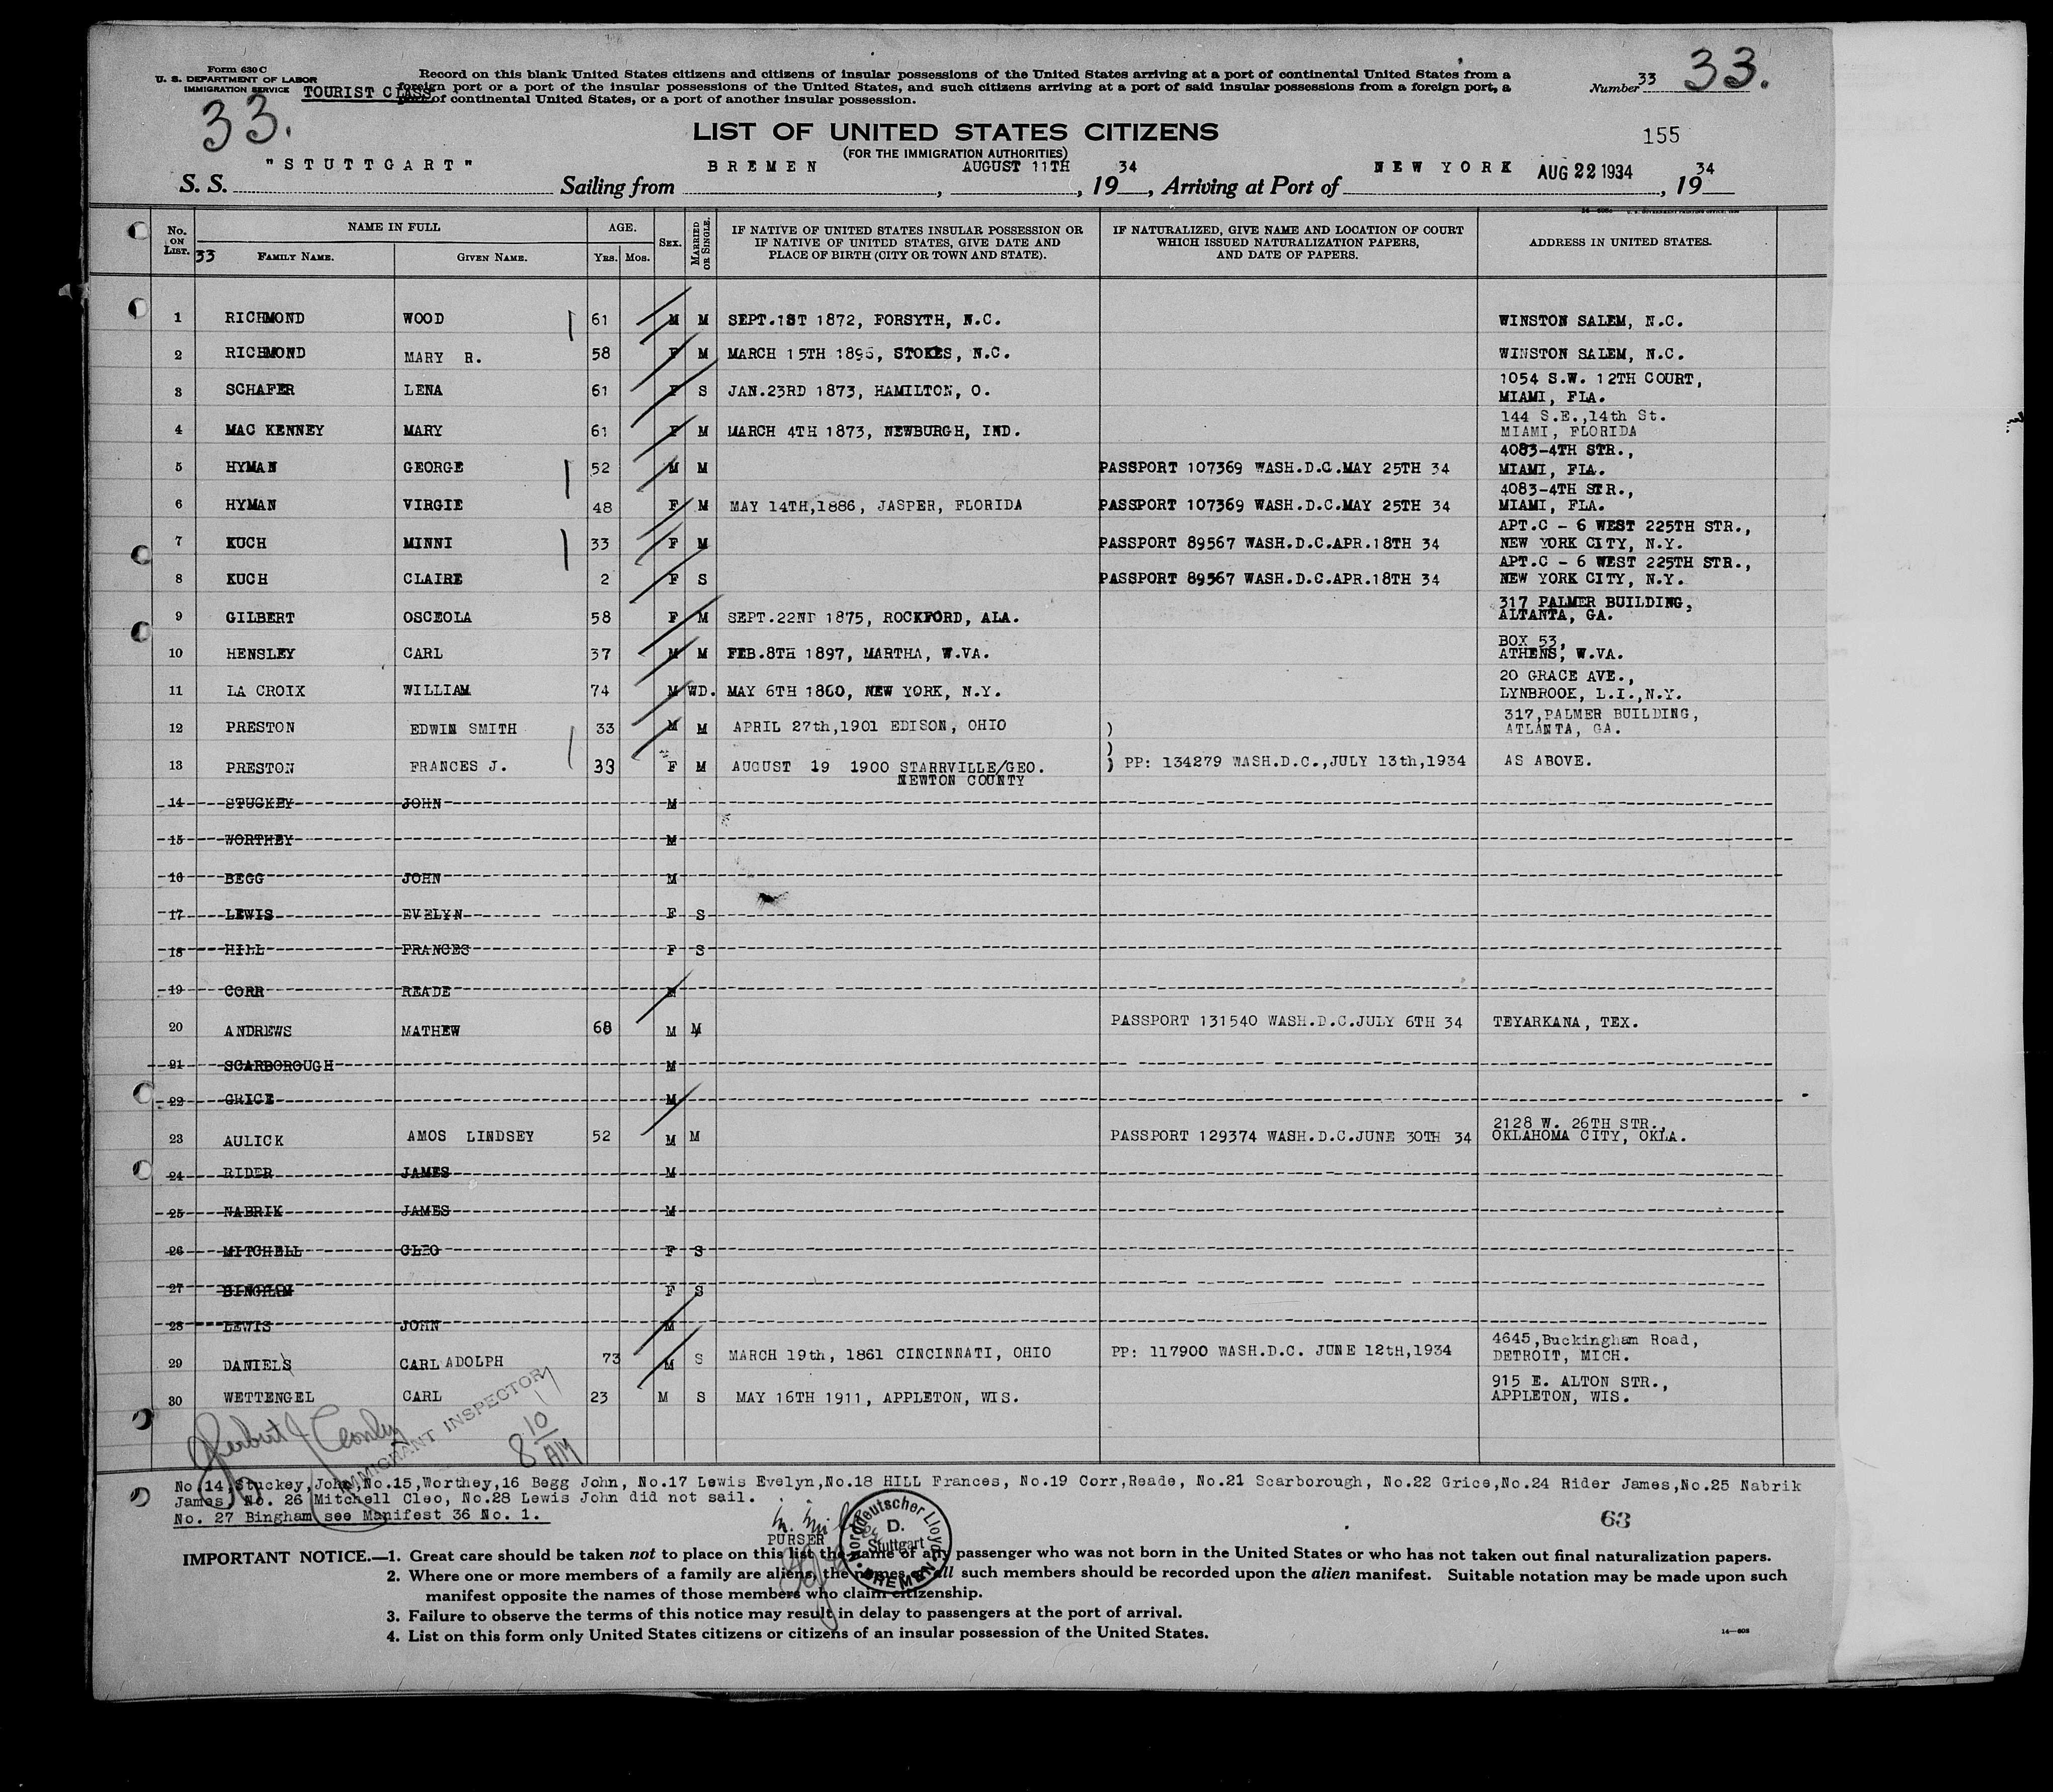 Form 630 C
U. S. DEPARTMENT OF LABOR
IMMIGRATION SERVICE
TOURIST CLASS
Record on this blank United States citizens and citizens of insular possessions of the United States arriving at a port of continental United States from a
foreign port or a port of the insular possessions of the United States, and such citizens arriving at a port of said insular possessions from a foreign port, a
port of continental United States, or a port of another insular possession.
Number 33 33.
33.
LIST OF UNITED STATES CITIZENS
155
(FOR THE IMMIGRATION AUTHORITIES)
S. S. "STUTTGART" Sailing from BREMEN, AUGUST 11TH, 1934, Arriving at Port of NEW YORK AUG 22 1934, 1934
No. ON LIST. NAME IN FULL AGE. SEX. MARRIED OR SINGLE. IF NATIVE OF UNITED STATES INSULAR POSSESSION OR IF NATIVE OF UNITED STATES, GIVE DATE AND PLACE OF BIRTH (CITY OR TOWN AND STATE). IF NATURALIZED, GIVE NAME AND LOCATION OF COURT WHICH ISSUED NATURALIZATION PAPERS, AND DATE OF PAPERS. ADDRESS IN UNITED STATES.
33 FAMILY NAME. GIVEN NAME. YRS. MOS.
1 RICHMOND WOOD 61 M M SEPT.1ST 1872, FORSYTH, N.C. WINSTON SALEM, N.C.
2 RICHMOND MARY R. 58 F M MARCH 15TH STOKES, N.C. WINSTON SALEM, N.C.
3 SCHAFER LENA 61 F S JAN.23RD 1873, HAMILTON, O. 1054 S.W. 12TH COURT, MIAMI, FLA.
4 MAC KENNEY MARY 61 F M MARCH 4TH 1873, NEWBURGH, IND. 144 S.E.,14th St. MIAMI, FLORIDA
5 HYMAN GEORGE 52 M M PASSPORT 107369 WASH.D.C.MAY 25TH 34 4083-4TH STR., MIAMI, FLA.
6 HYMAN VIRGIE 48 F M MAY 14TH,1886, JASPER, FLORIDA PASSPORT 107369 WASH.D.C.MAY 25TH 34 4083-4TH STR., MIAMI, FLA.
7 KUCH MINNI 33 F M PASSPORT 89567 WASH.D.C.APR.18TH 34 APT.C - 6 WEST 225TH STR., NEW YORK CITY, N.Y.
8 KUCH CLAIRE 2 F S PASSPORT 89567 WASH.D.C.APR.18TH 34 APT.C - 6 WEST 225TH STR., NEW YORK CITY, N.Y.
9 GILBERT OSCEOLA 58 F M SEPT.22ND 1875, ROCKFORD, ALA. 317 PALMER BUILDING, ALTANTA, GA.
10 HENSLEY CARL 37 M M FEB.8TH 1897, MARTHA, W.VA. BOX 53, ATHENS, W.VA.
11 LA CROIX WILLIAM 74 M WD. MAY 6TH 1860, NEW YORK, N.Y. 20 GRACE AVE., LYNBROOK, L.I.,N.Y.
12 PRESTON EDWIN SMITH 33 M M APRIL 27th,1901 EDISON, OHIO ) 317,PALMER BUILDING, ATLANTA, GA.
13 PRESTON FRANCES J. 33 F M AUGUST 19 1900 STARRVILLE/GEO. NEWTON COUNTY ) ) PP: 134279 WASH.D.C.,JULY 13th,1934 AS ABOVE.
14 STUCKEY JOHN M
15 WORTHEY M
16 BEGG JOHN M
17 LEWIS EVELYN F S
18 HILL FRANCES F S
19 CORR READE M
20 ANDREWS MATHEW 68 M M PASSPORT 131540 WASH.D.C.JULY 6TH 34 TEYARKANA, TEX.
21 SCARBOROUGH M
22 GRICE M
23 AULICK AMOS LINDSEY 52 M M PASSPORT 129374 WASH.D.C.JUNE 30TH 34 2128 W. 26TH STR., OKLAHOMA CITY, OKLA.
24 RIDER JAMES M
25 NABRIK JAMES M
26 MITCHELL CLEO F S
27 BINGHAM F S
28 LEWIS JOHN M
29 DANIELS CARL ADOLPH 73 M S MARCH 19th, 1861 CINCINNATI, OHIO PP: 117900 WASH.D.C. JUNE 12th,1934 4645,Buckingham Road, DETROIT, MICH.
30 WETTENGEL CARL 23 M S MAY 16TH 1911, APPLETON, WIS. 915 E. ALTON STR., APPLETON, WIS.
IMMIGRANT INSPECTOR
8 10 AM
No 14,Stuckey,John,No.15,Worthey,16 Begg John, No.17 Lewis Evelyn,No.18 HILL Frances, No.19 Corr,Reade, No.21 Scarborough, No.22 Grice,No.24 Rider James,No.25 Nabrik
James, No. 26 Mitchell Cleo, No.28 Lewis John did not sail.
No. 27 Bingham see Manifest 36 No. 1.
63
PURSER
Norddeutscher Lloyd BREMEN
D. Stuttgart
IMPORTANT NOTICE.—1. Great care should be taken not to place on this list the name of any passenger who was not born in the United States or who has not taken out final naturalization papers.
2. Where one or more members of a family are aliens, the names of all such members should be recorded upon the alien manifest. Suitable notation may be made upon such
manifest opposite the names of those members who claim citizenship.
3. Failure to observe the terms of this notice may result in delay to passengers at the port of arrival.
4. List on this form only United States citizens or citizens of an insular possession of the United States.
14—608